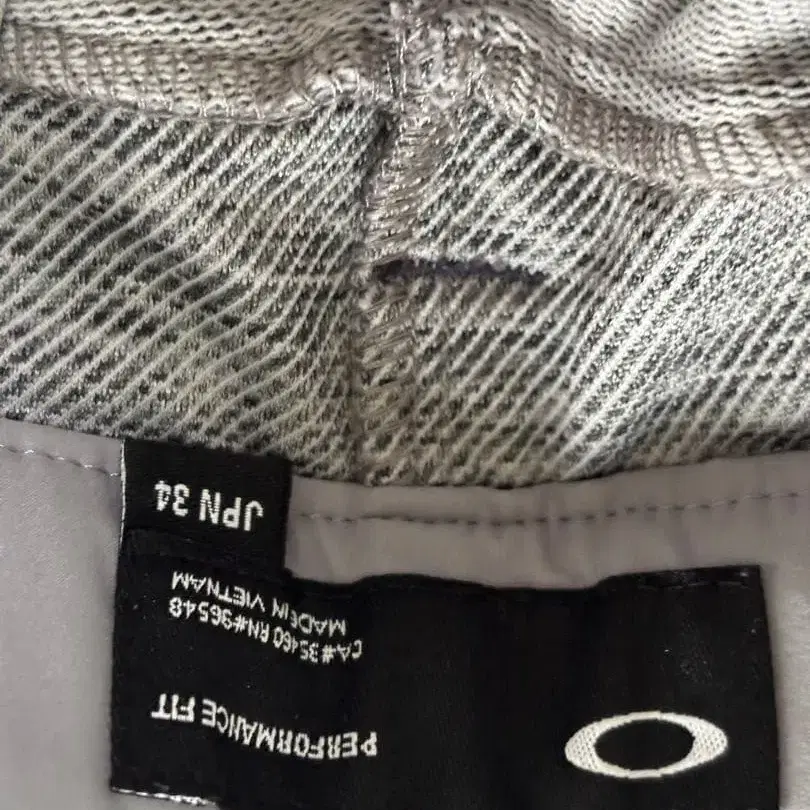 PERFORMANCE FIT
CA#35460 RN#96548
MADE IN VIETNAM
JPN 34